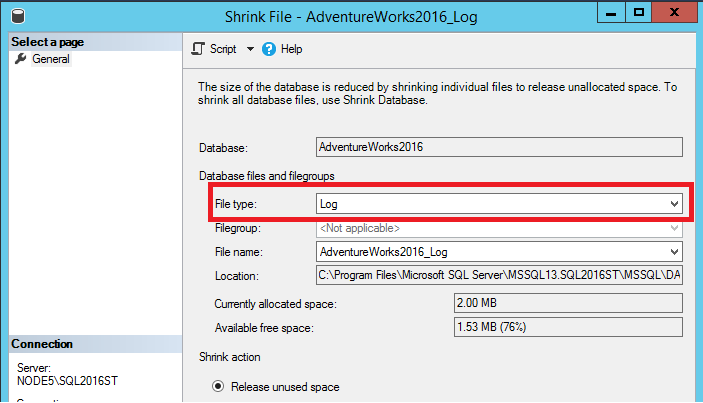 Shrink File - AdventureWorks2016_Log
Select a page
General
Script
Help
The size of the database is reduced by shrinking individual files to release unallocated space. To
shrink all database files, use Shrink Database.
Database:
AdventureWorks2016
Database files and filegroups
File type:
Log
Filegroup:
<Not applicable>
File name:
AdventureWorks2016_Log
Location:
C:\Program Files\Microsoft SQL Server\MSSQL13.SQL2016ST\MSSQL\DA
Currently allocated space:
2.00 MB
Available free space:
1.53 MB (76%)
Shrink action
Release unused space
Connection
Server:
NODE5\SQL2016ST